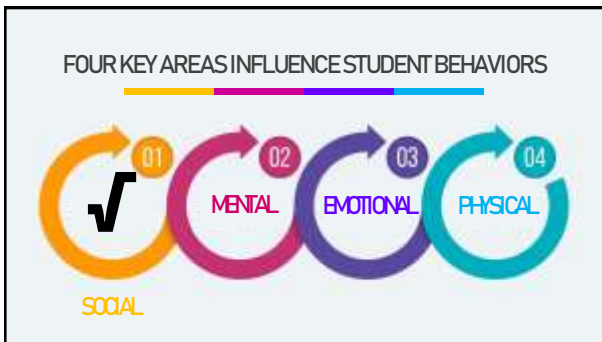 FOUR KEY AREAS INFLUENCE STUDENT BEHAVIORS
01
02
03
04
√
MENTAL
EMOTIONAL
PHYSICAL
SOCIAL